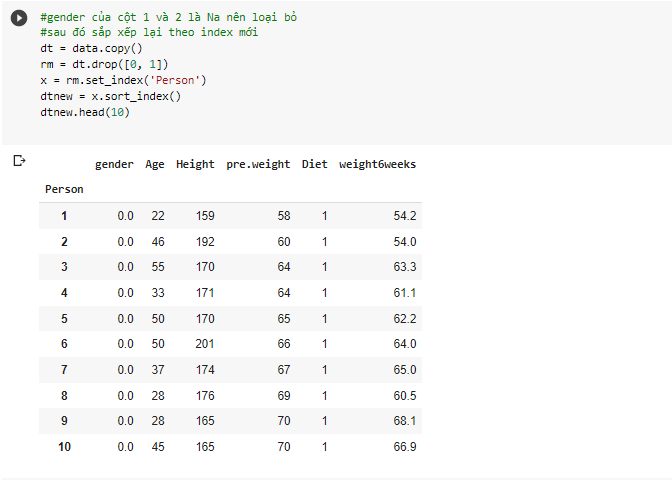 #gender của cột 1 và 2 là Na nên loại bỏ
#sau đó sắp xếp lại theo index mới
dt = data.copy()
rm = dt.drop([0, 1])
x = rm.set_index('Person')
dtnew = x.sort_index()
dtnew.head(10)
gender Age Height pre.weight Diet weight6weeks
Person
1 0.0 22 159 58 1 54.2
2 0.0 46 192 60 1 54.0
3 0.0 55 170 64 1 63.3
4 0.0 33 171 64 1 61.1
5 0.0 50 170 65 1 62.2
6 0.0 50 201 66 1 64.0
7 0.0 37 174 67 1 65.0
8 0.0 28 176 69 1 60.5
9 0.0 28 165 70 1 68.1
10 0.0 45 165 70 1 66.9